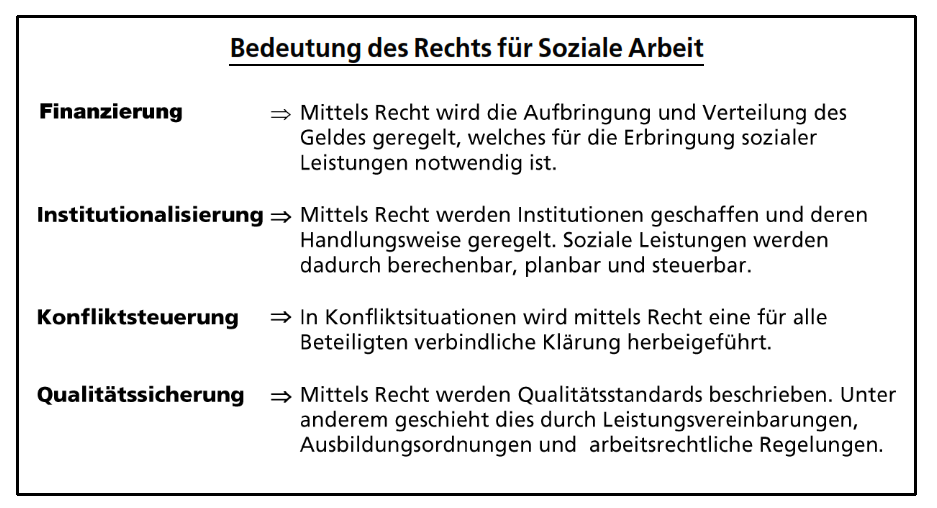 Bedeutung des Rechts für Soziale Arbeit
Finanzierung ⇒ Mittels Recht wird die Aufbringung und Verteilung des
Geldes geregelt, welches für die Erbringung sozialer
Leistungen notwendig ist.
Institutionalisierung ⇒ Mittels Recht werden Institutionen geschaffen und deren
Handlungsweise geregelt. Soziale Leistungen werden
dadurch berechenbar, planbar und steuerbar.
Konfliktsteuerung ⇒ In Konfliktsituationen wird mittels Recht eine für alle
Beteiligten verbindliche Klärung herbeigeführt.
Qualitätssicherung ⇒ Mittels Recht werden Qualitätsstandards beschrieben. Unter
anderem geschieht dies durch Leistungsvereinbarungen,
Ausbildungsordnungen und  arbeitsrechtliche Regelungen.